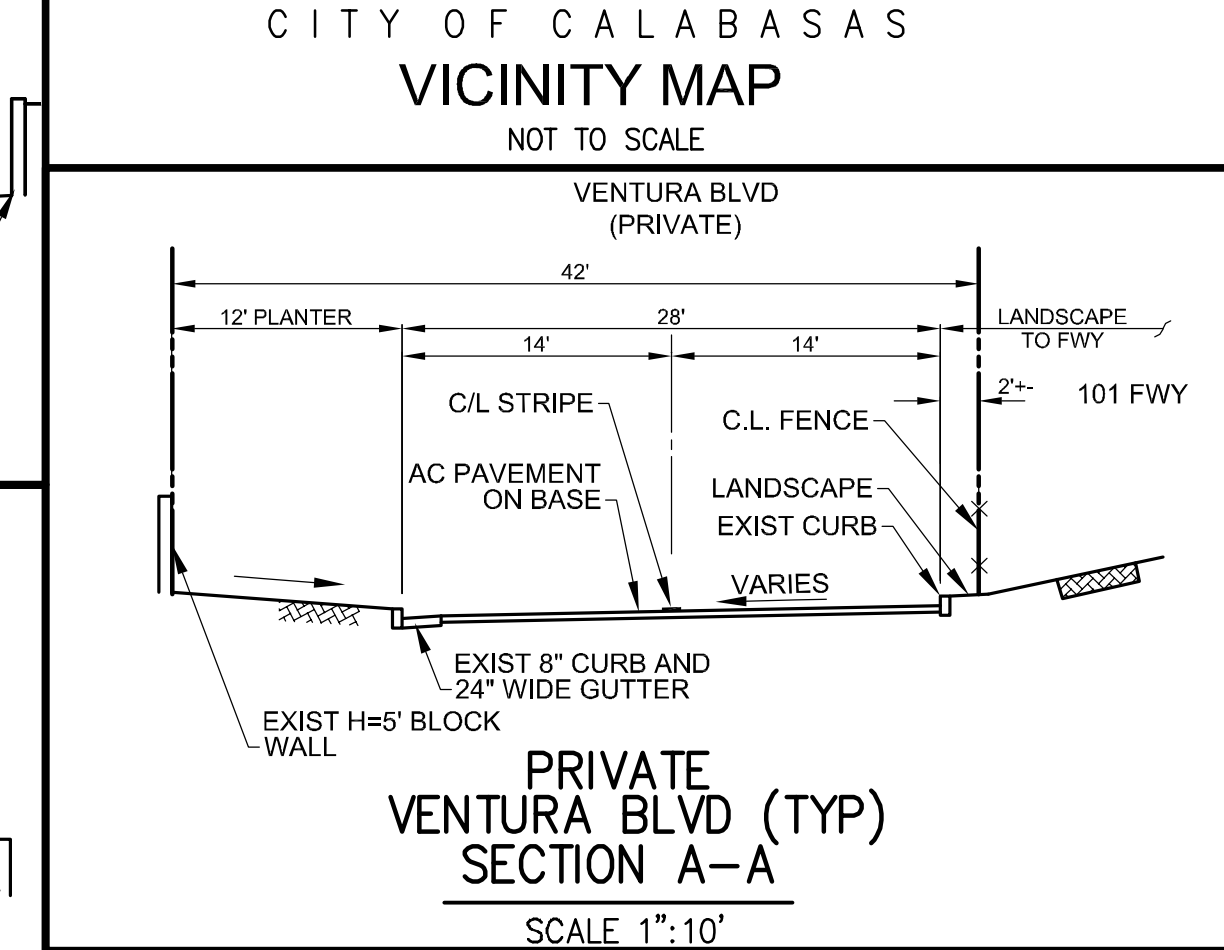 CITY OF CALABASAS
VICINITY MAP
NOT TO SCALE
VENTURA BLVD
(PRIVATE)
42'
12' PLANTER
28'
LANDSCAPE
TO FWY
14'
14'
2'+-
101 FWY
C/L STRIPE
C.L. FENCE
AC PAVEMENT
ON BASE
LANDSCAPE
EXIST CURB
VARIES
EXIST 8" CURB AND
24" WIDE GUTTER
EXIST H=5' BLOCK
WALL
PRIVATE
VENTURA BLVD (TYP)
SECTION A-A
SCALE 1":10'